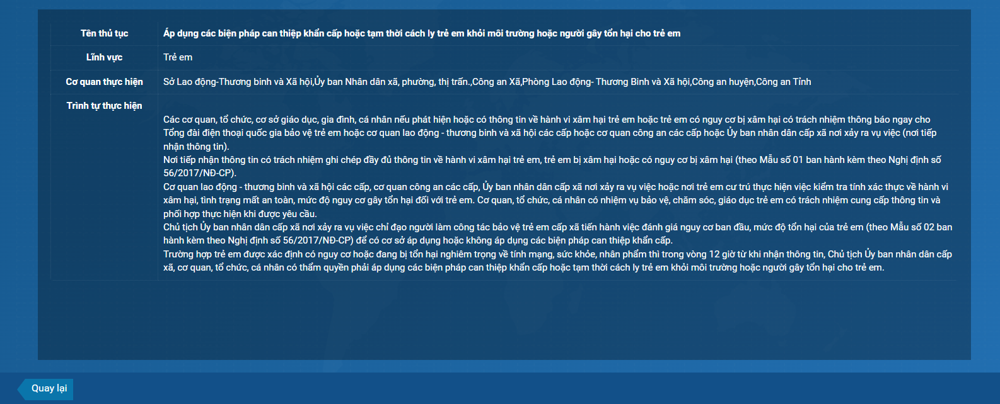 Tên thủ tục
Áp dụng các biện pháp can thiệp khẩn cấp hoặc tạm thời cách ly trẻ em khỏi môi trường hoặc người gây tổn hại cho trẻ em
Lĩnh vực
Trẻ em
Cơ quan thực hiện
Sở Lao động-Thương binh và Xã hội,Ủy ban Nhân dân xã, phường, thị trấn.,Công an Xã,Phòng Lao động- Thương Binh và Xã hội,Công an huyện,Công an Tỉnh
Trình tự thực hiện
Các cơ quan, tổ chức, cơ sở giáo dục, gia đình, cá nhân nếu phát hiện hoặc có thông tin về hành vi xâm hại trẻ em hoặc trẻ em có nguy cơ bị xâm hại có trách nhiệm thông báo ngay cho
Tổng đài điện thoại quốc gia bảo vệ trẻ em hoặc cơ quan lao động - thương binh và xã hội các cấp hoặc cơ quan công an các cấp hoặc Ủy ban nhân dân cấp xã nơi xảy ra vụ việc (nơi tiếp
nhận thông tin).
Nơi tiếp nhận thông tin có trách nhiệm ghi chép đầy đủ thông tin về hành vi xâm hại trẻ em, trẻ em bị xâm hại hoặc có nguy cơ bị xâm hại (theo Mẫu số 01 ban hành kèm theo Nghị định số
56/2017/NĐ-CP).
Cơ quan lao động - thương binh và xã hội các cấp, cơ quan công an các cấp, Ủy ban nhân dân cấp xã nơi xảy ra vụ việc hoặc nơi trẻ em cư trú thực hiện việc kiểm tra tính xác thực về hành vi
xâm hại, tình trạng mất an toàn, mức độ nguy cơ gây tổn hại đối với trẻ em. Cơ quan, tổ chức, cá nhân có nhiệm vụ bảo vệ, chăm sóc, giáo dục trẻ em có trách nhiệm cung cấp thông tin và
phối hợp thực hiện khi được yêu cầu.
Chủ tịch Ủy ban nhân dân cấp xã nơi xảy ra vụ việc chỉ đạo người làm công tác bảo vệ trẻ em cấp xã tiến hành việc đánh giá nguy cơ ban đầu, mức độ tổn hại của trẻ em (theo Mẫu số 02 ban
hành kèm theo Nghị định số 56/2017/NĐ-CP) để có cơ sở áp dụng hoặc không áp dụng các biện pháp can thiệp khẩn cấp.
Trường hợp trẻ em được xác định có nguy cơ hoặc đang bị tổn hại nghiêm trọng về tính mạng, sức khỏe, nhân phẩm thì trong vòng 12 giờ từ khi nhận thông tin, Chủ tịch Ủy ban nhân dân cấp
xã, cơ quan, tổ chức, cá nhân có thẩm quyền phải áp dụng các biện pháp can thiệp khẩn cấp hoặc tạm thời cách ly trẻ em khỏi môi trường hoặc người gây tổn hại cho trẻ em.
Quay lại